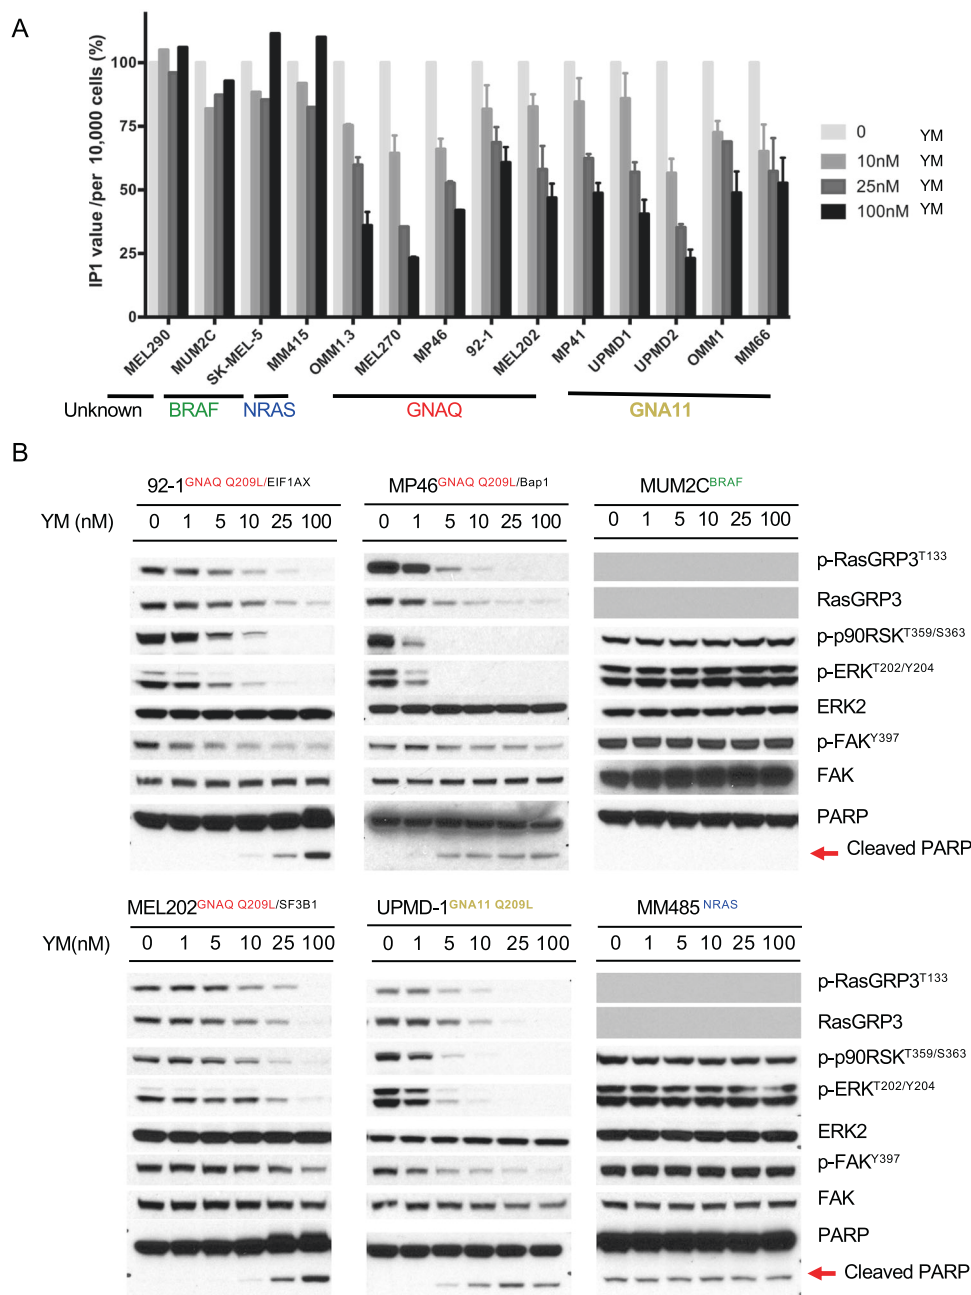 A
IP1 value /per 10,000 cells (%)
100
75
50
25
0
0 YM
10nM YM
25nM YM
100nM YM
MEL290
MUM2C
SK-MEL-5
MM415
OMM1.3
MEL270
MP46
92-1
MEL202
MP41
UPMD1
UPMD2
OMM1
MM66
Unknown BRAF NRAS GNAQ GNA11
B
92-1GNAQ Q209L/EIF1AX MP46GNAQ Q209L/Bap1 MUM2CBRAF
YM (nM) 0 1 5 10 25 100 0 1 5 10 25 100 0 1 5 10 25 100
p-RasGRP3T133
RasGRP3
p-p90RSKT359/S363
p-ERKT202/Y204
ERK2
p-FAKY397
FAK
PARP
Cleaved PARP
MEL202GNAQ Q209L/SF3B1 UPMD-1GNA11 Q209L MM485 NRAS
YM(nM) 0 1 5 10 25 100 0 1 5 10 25 100 0 1 5 10 25 100
p-RasGRP3T133
RasGRP3
p-p90RSKT359/S363
p-ERKT202/Y204
ERK2
p-FAKY397
FAK
PARP
Cleaved PARP